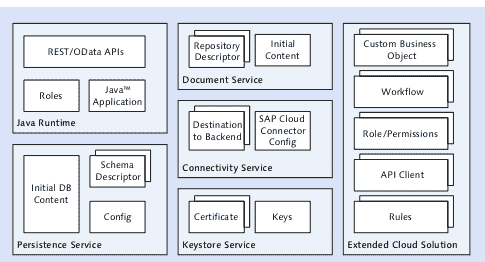 REST/OData APIs
Roles
Java™
Application
Java Runtime
Initial DB
Content
Schema
Descriptor
Config
Persistence Service
Repository
Descriptor
Initial
Content
Document Service
Destination
to Backend
SAP Cloud
Connector
Config
Connectivity Service
Certificate
Keys
Keystore Service
Custom Business
Object
Workflow
Role/Permissions
API Client
Rules
Extended Cloud Solution